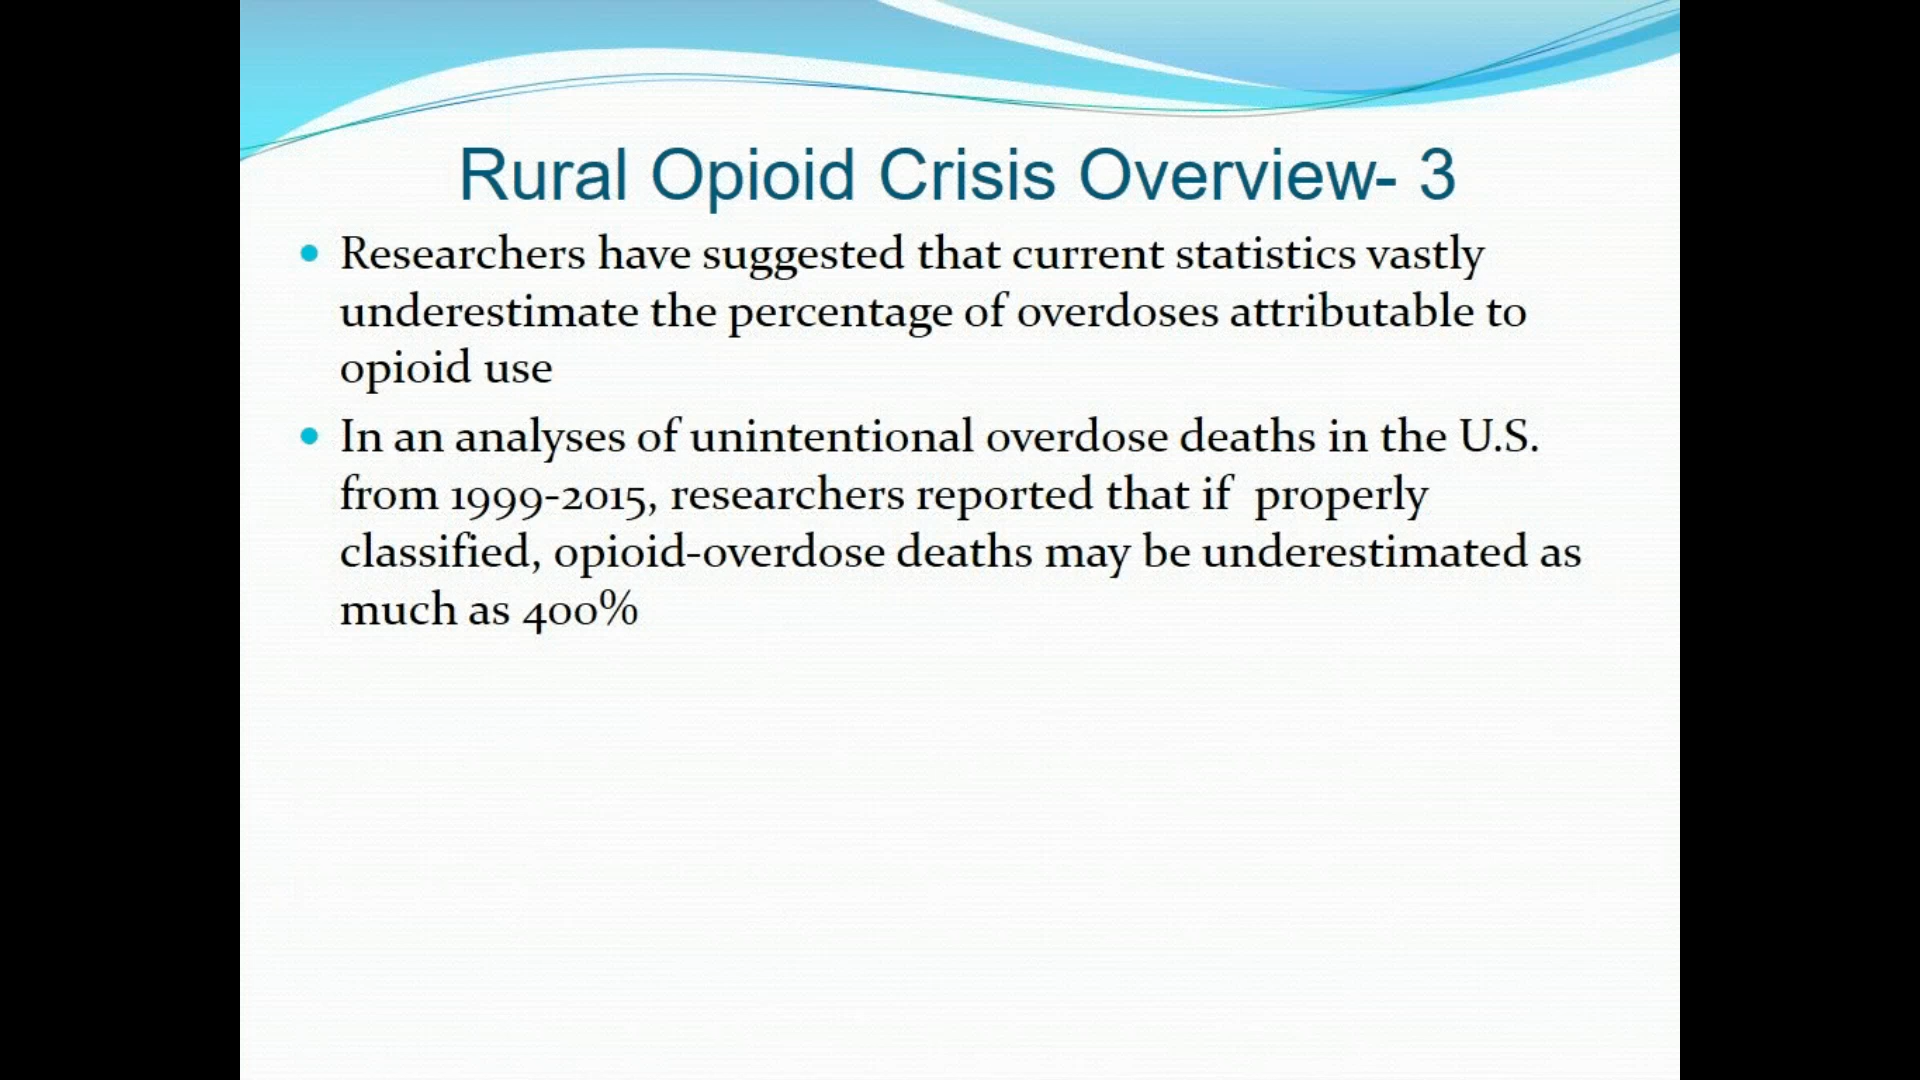 Rural Opioid Crisis Overview- 3
• Researchers have suggested that current statistics vastly
underestimate the percentage of overdoses attributable to
opioid use
• In an analyses of unintentional overdose deaths in the U.S.
from 1999-2015, researchers reported that if  properly
classified, opioid-overdose deaths may be underestimated as
much as 400%